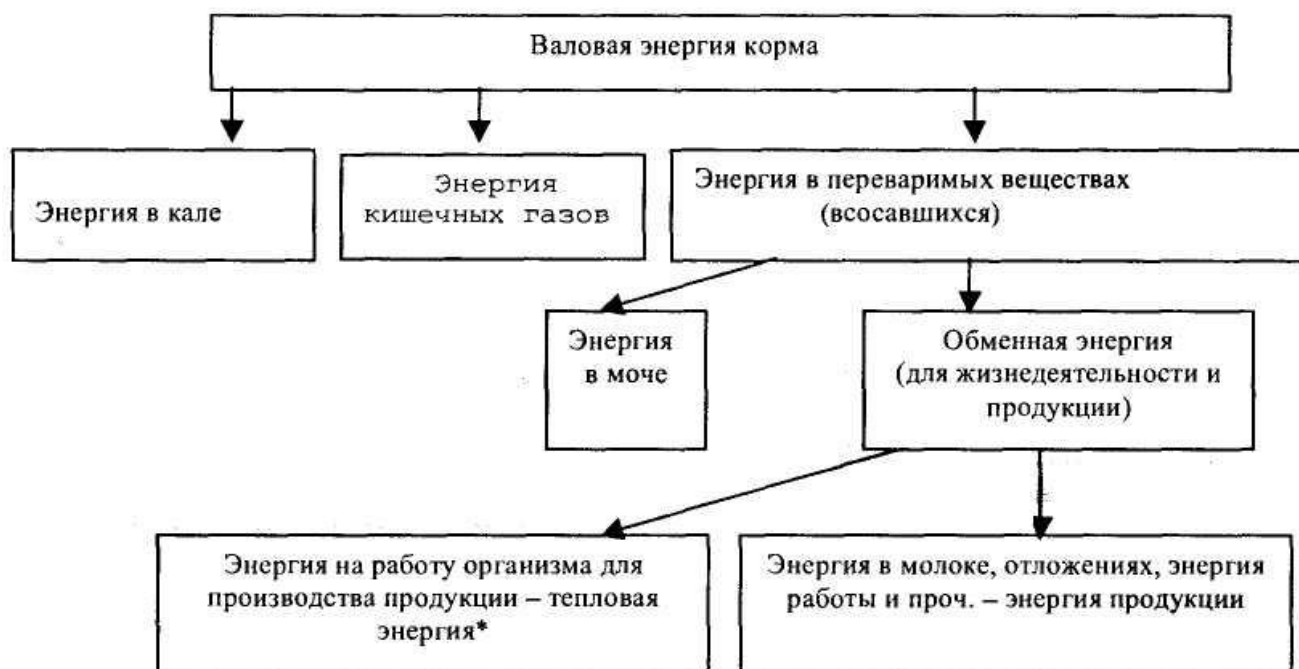 Валовая энергия корма
Энергия в кале
Энергия
кишечных газов
Энергия в переваримых веществах
(всосавшихся)
Энергия
в моче
Обменная энергия
(для жизнедеятельности и
продукции)
Энергия на работу организма для
производства продукции – тепловая
энергия*
Энергия в молоке, отложениях, энергия
работы и проч. – энергия продукции